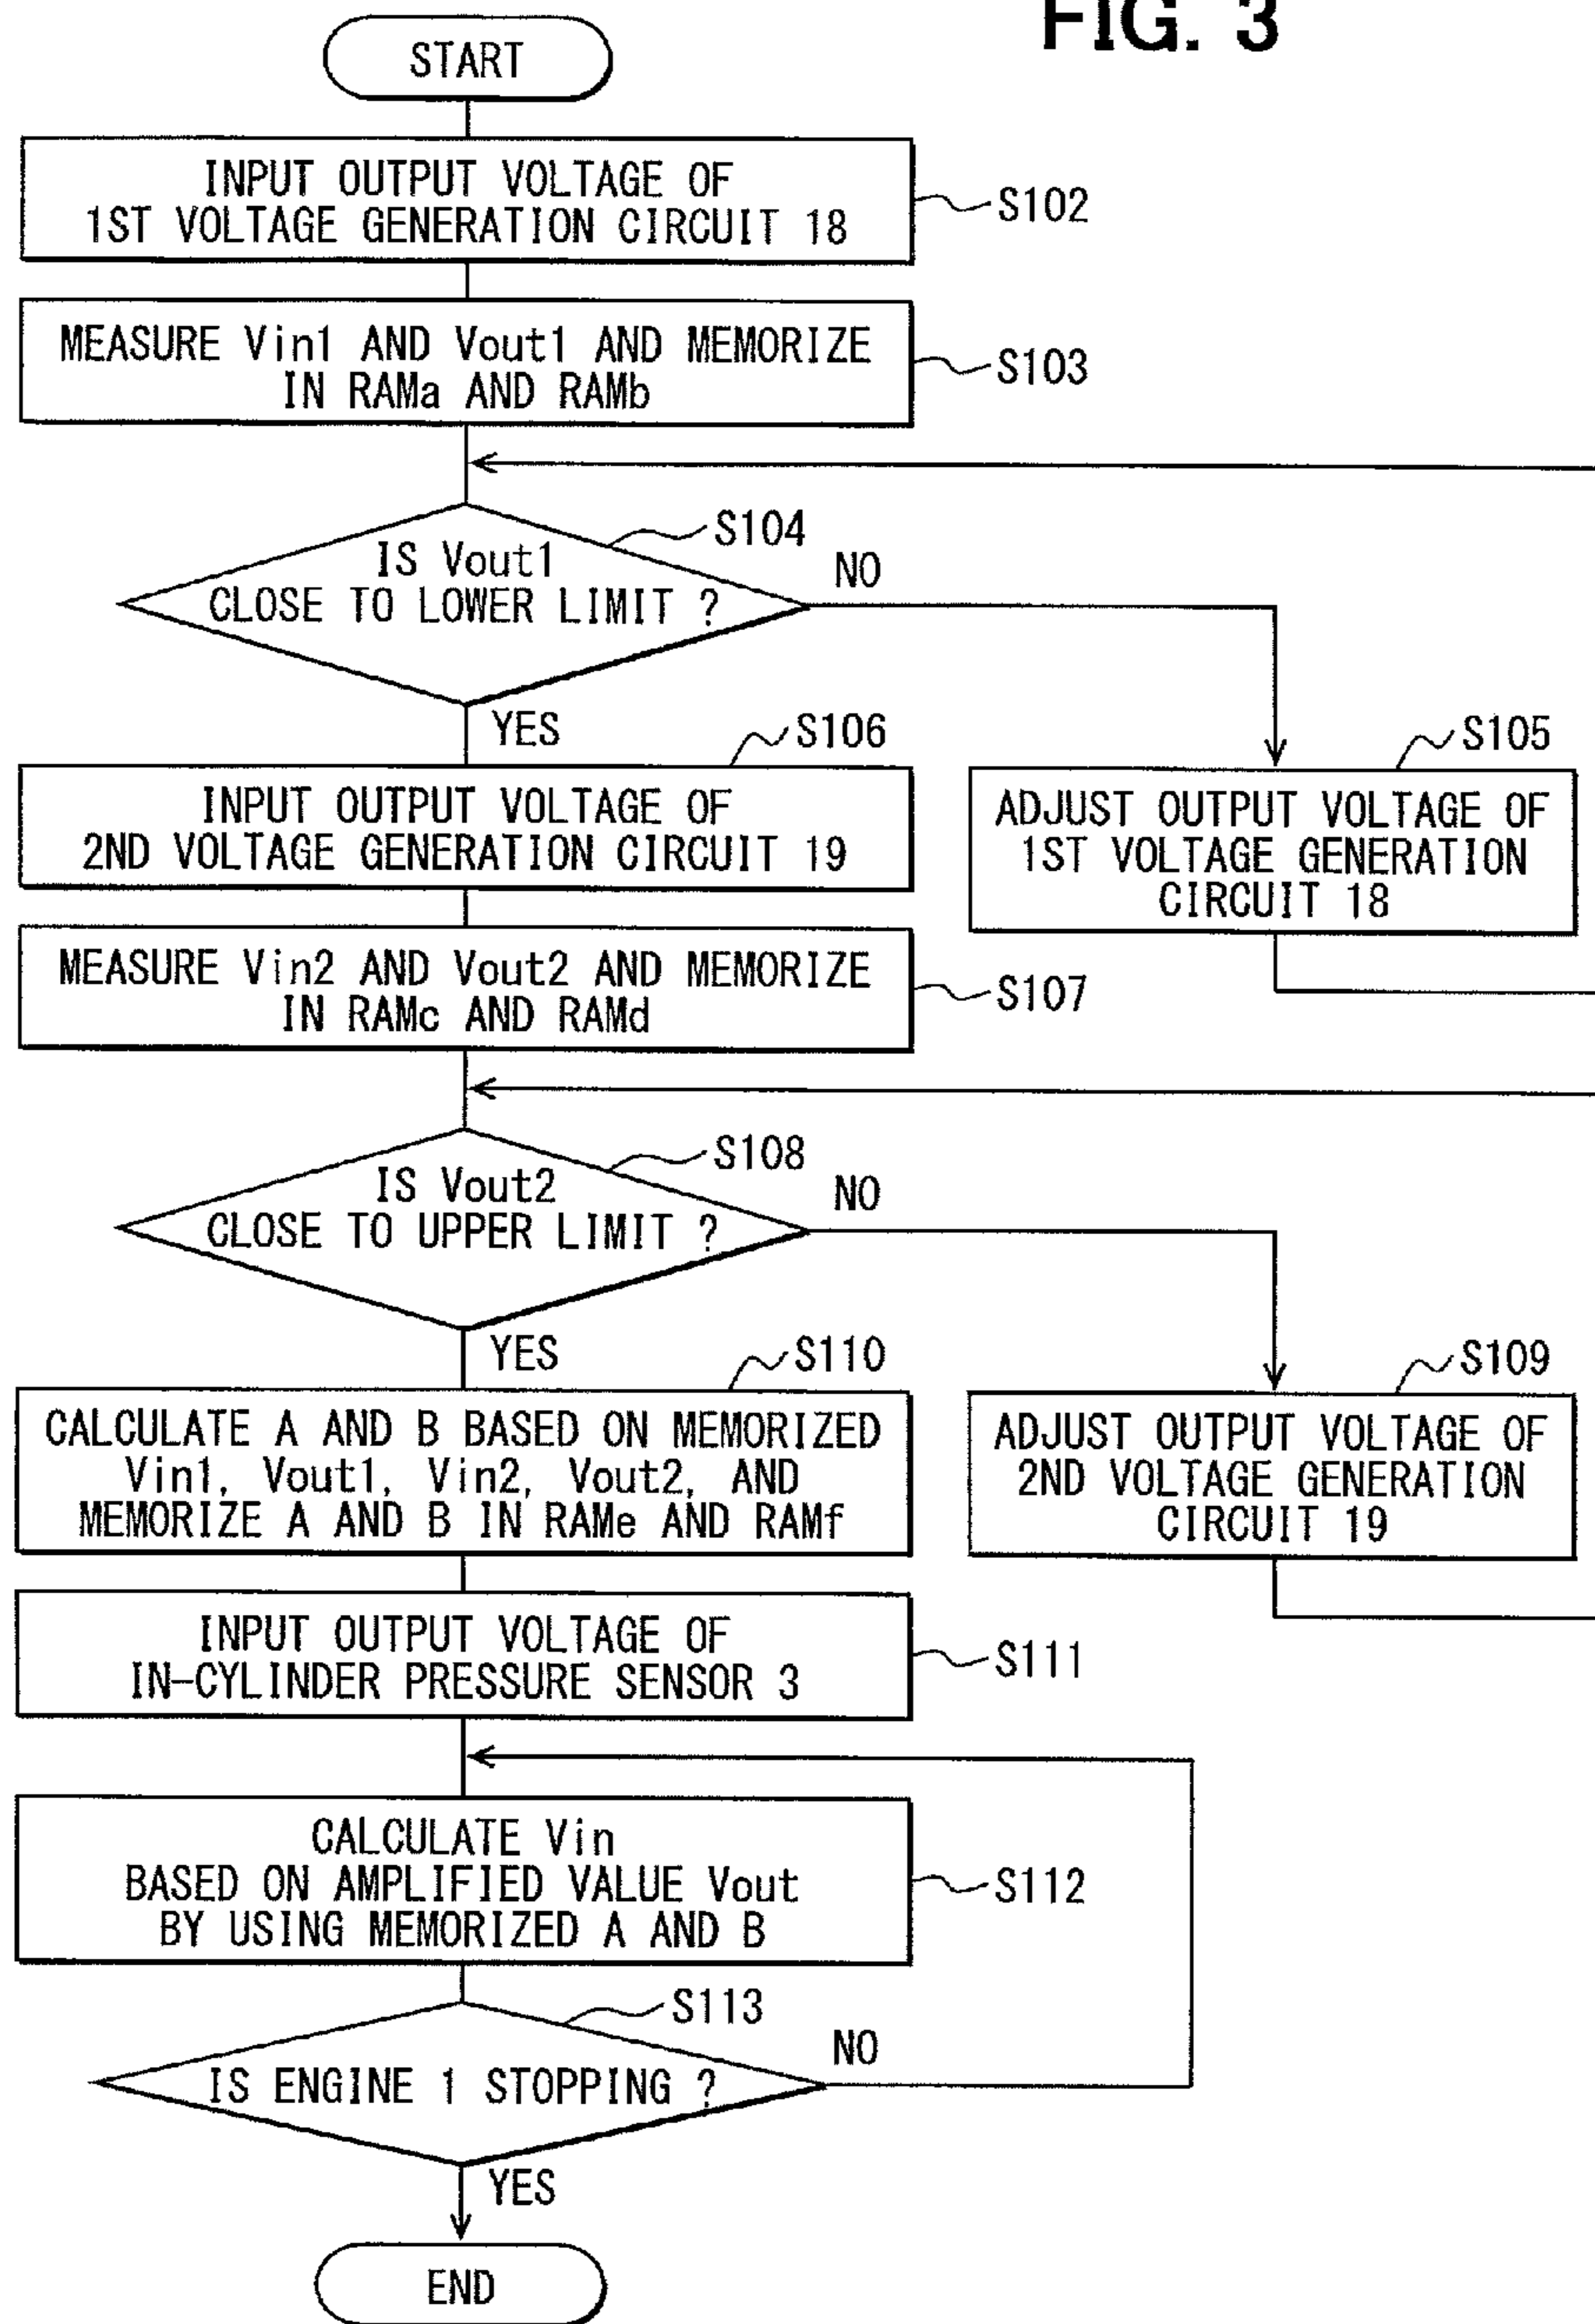 FIG. 3
START
INPUT OUTPUT VOLTAGE OF
1ST VOLTAGE GENERATION CIRCUIT 18
S102
MEASURE Vin1 AND Vout1 AND MEMORIZE
IN RAMa AND RAMb
S103
S104
IS Vout1
CLOSE TO LOWER LIMIT ?
NO
YES
S106
INPUT OUTPUT VOLTAGE OF
2ND VOLTAGE GENERATION CIRCUIT 19
S105
ADJUST OUTPUT VOLTAGE OF
1ST VOLTAGE GENERATION
CIRCUIT 18
MEASURE Vin2 AND Vout2 AND MEMORIZE
IN RAMc AND RAMd
S107
S108
IS Vout2
CLOSE TO UPPER LIMIT ?
NO
YES
S110
CALCULATE A AND B BASED ON MEMORIZED
Vin1, Vout1, Vin2, Vout2, AND
MEMORIZE A AND B IN RAMe AND RAMf
S109
ADJUST OUTPUT VOLTAGE OF
2ND VOLTAGE GENERATION
CIRCUIT 19
INPUT OUTPUT VOLTAGE OF
IN-CYLINDER PRESSURE SENSOR 3
S111
CALCULATE Vin
BASED ON AMPLIFIED VALUE Vout
BY USING MEMORIZED A AND B
S112
S113
IS ENGINE 1 STOPPING ?
NO
YES
END